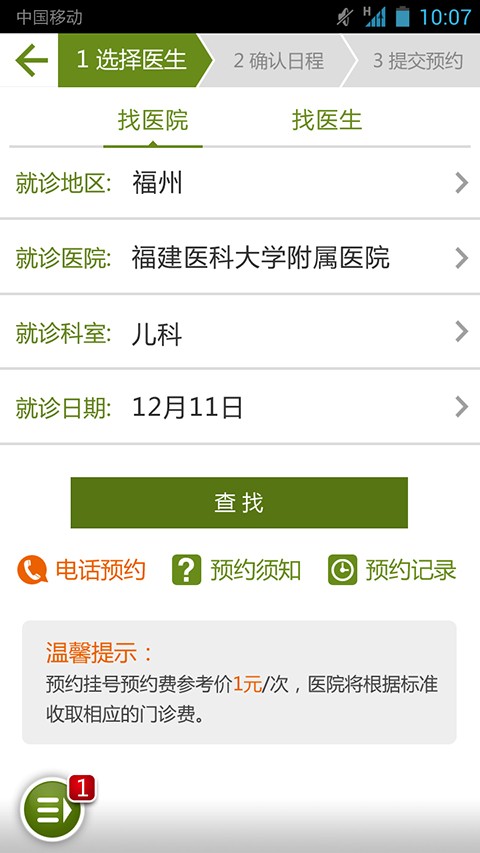 中国移动 H 10:07
1 选择医生 2 确认日程 3 提交预约
找医院 找医生
就诊地区: 福州
就诊医院: 福建医科大学附属医院
就诊科室: 儿科
就诊日期: 12月11日
查找
电话预约 ? 预约须知 预约记录
温馨提示：
预约挂号预约费参考价1元/次，医院将根据标准
收取相应的门诊费。
1